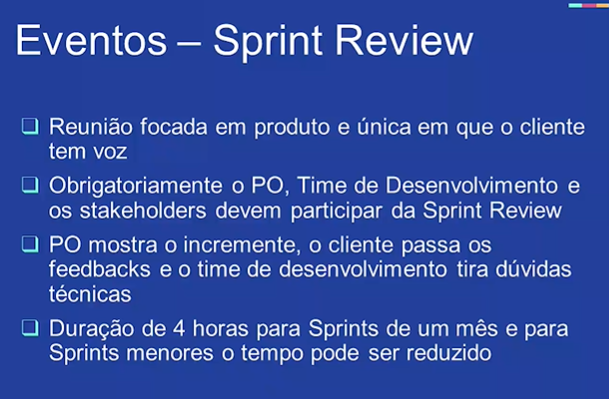 Eventos – Sprint Review
❑ Reunião focada em produto e única em que o cliente
tem voz
❑ Obrigatoriamente o PO, Time de Desenvolvimento e
os stakeholders devem participar da Sprint Review
❑ PO mostra o incremente, o cliente passa os
feedbacks e o time de desenvolvimento tira dúvidas
técnicas
❑ Duração de 4 horas para Sprints de um mês e para
Sprints menores o tempo pode ser reduzido